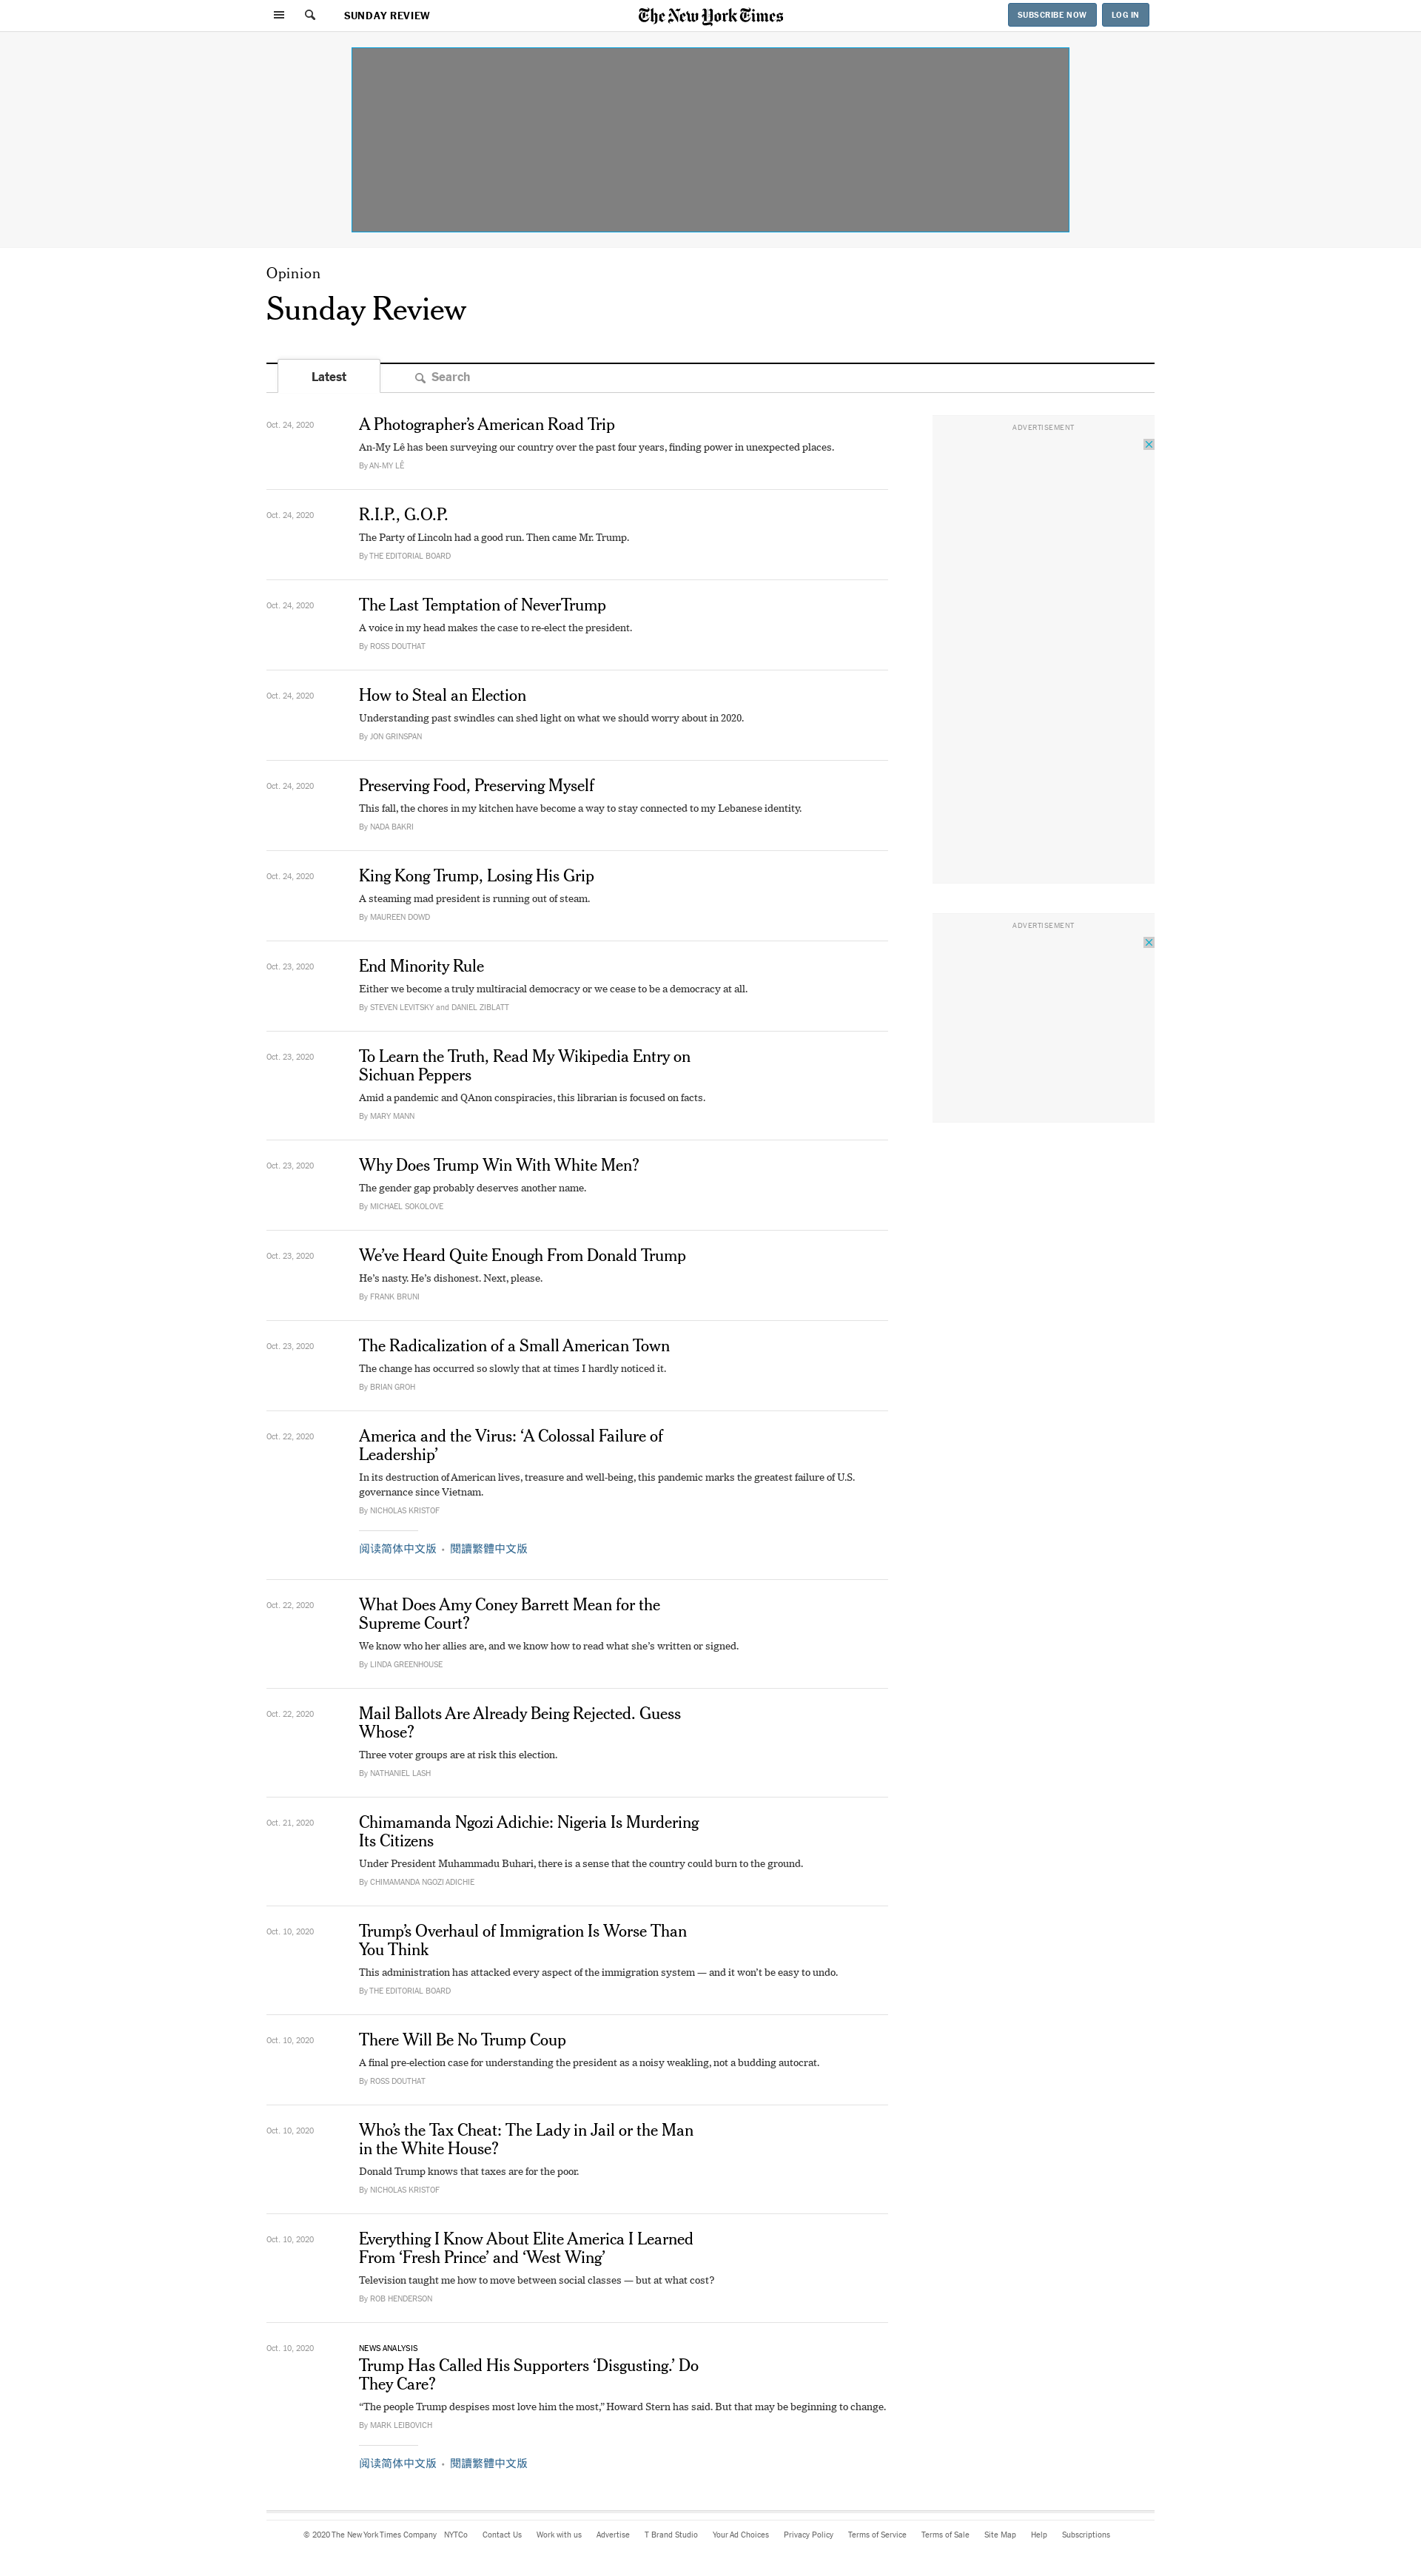 SUNDAY REVIEW
The New York Times
SUBSCRIBE NOW
LOG IN
Opinion
Sunday Review
Latest
Search
Oct. 24, 2020
A Photographer’s American Road Trip
An-My Lê has been surveying our country over the past four years, finding power in unexpected places.
By AN-MY LÊ
Oct. 24, 2020
R.I.P., G.O.P.
The Party of Lincoln had a good run. Then came Mr. Trump.
By THE EDITORIAL BOARD
Oct. 24, 2020
The Last Temptation of NeverTrump
A voice in my head makes the case to re-elect the president.
By ROSS DOUTHAT
Oct. 24, 2020
How to Steal an Election
Understanding past swindles can shed light on what we should worry about in 2020.
By JON GRINSPAN
Oct. 24, 2020
Preserving Food, Preserving Myself
This fall, the chores in my kitchen have become a way to stay connected to my Lebanese identity.
By NADA BAKRI
Oct. 24, 2020
King Kong Trump, Losing His Grip
A steaming mad president is running out of steam.
By MAUREEN DOWD
Oct. 23, 2020
End Minority Rule
Either we become a truly multiracial democracy or we cease to be a democracy at all.
By STEVEN LEVITSKY and DANIEL ZIBLATT
Oct. 23, 2020
To Learn the Truth, Read My Wikipedia Entry on
Sichuan Peppers
Amid a pandemic and QAnon conspiracies, this librarian is focused on facts.
By MARY MANN
Oct. 23, 2020
Why Does Trump Win With White Men?
The gender gap probably deserves another name.
By MICHAEL SOKOLOVE
Oct. 23, 2020
We’ve Heard Quite Enough From Donald Trump
He’s nasty. He’s dishonest. Next, please.
By FRANK BRUNI
Oct. 23, 2020
The Radicalization of a Small American Town
The change has occurred so slowly that at times I hardly noticed it.
By BRIAN GROH
Oct. 22, 2020
America and the Virus: ‘A Colossal Failure of
Leadership’
In its destruction of American lives, treasure and well-being, this pandemic marks the greatest failure of U.S.
governance since Vietnam.
By NICHOLAS KRISTOF
阅读简体中文版 • 閱讀繁體中文版
Oct. 22, 2020
What Does Amy Coney Barrett Mean for the
Supreme Court?
We know who her allies are, and we know how to read what she’s written or signed.
By LINDA GREENHOUSE
Oct. 22, 2020
Mail Ballots Are Already Being Rejected. Guess
Whose?
Three voter groups are at risk this election.
By NATHANIEL LASH
Oct. 21, 2020
Chimamanda Ngozi Adichie: Nigeria Is Murdering
Its Citizens
Under President Muhammadu Buhari, there is a sense that the country could burn to the ground.
By CHIMAMANDA NGOZI ADICHIE
Oct. 10, 2020
Trump’s Overhaul of Immigration Is Worse Than
You Think
This administration has attacked every aspect of the immigration system — and it won’t be easy to undo.
By THE EDITORIAL BOARD
Oct. 10, 2020
There Will Be No Trump Coup
A final pre-election case for understanding the president as a noisy weakling, not a budding autocrat.
By ROSS DOUTHAT
Oct. 10, 2020
Who’s the Tax Cheat: The Lady in Jail or the Man
in the White House?
Donald Trump knows that taxes are for the poor.
By NICHOLAS KRISTOF
Oct. 10, 2020
Everything I Know About Elite America I Learned
From ‘Fresh Prince’ and ‘West Wing’
Television taught me how to move between social classes — but at what cost?
By ROB HENDERSON
Oct. 10, 2020
NEWS ANALYSIS
Trump Has Called His Supporters ‘Disgusting.’ Do
They Care?
“The people Trump despises most love him the most,” Howard Stern has said. But that may be beginning to change.
By MARK LEIBOVICH
阅读简体中文版 • 閱讀繁體中文版
ADVERTISEMENT
ADVERTISEMENT
© 2020 The New York Times Company NYTCo Contact Us Work with us Advertise T Brand Studio Your Ad Choices Privacy Policy Terms of Service Terms of Sale Site Map Help Subscriptions